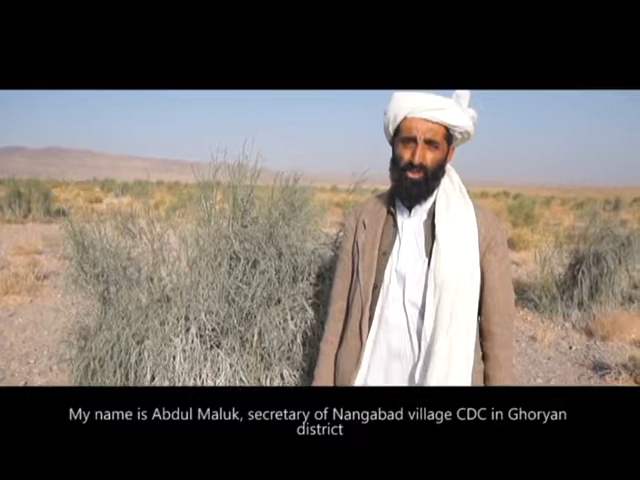 My name is Abdul Maluk, secretary of Nangabad village CDC in Ghoryan
district